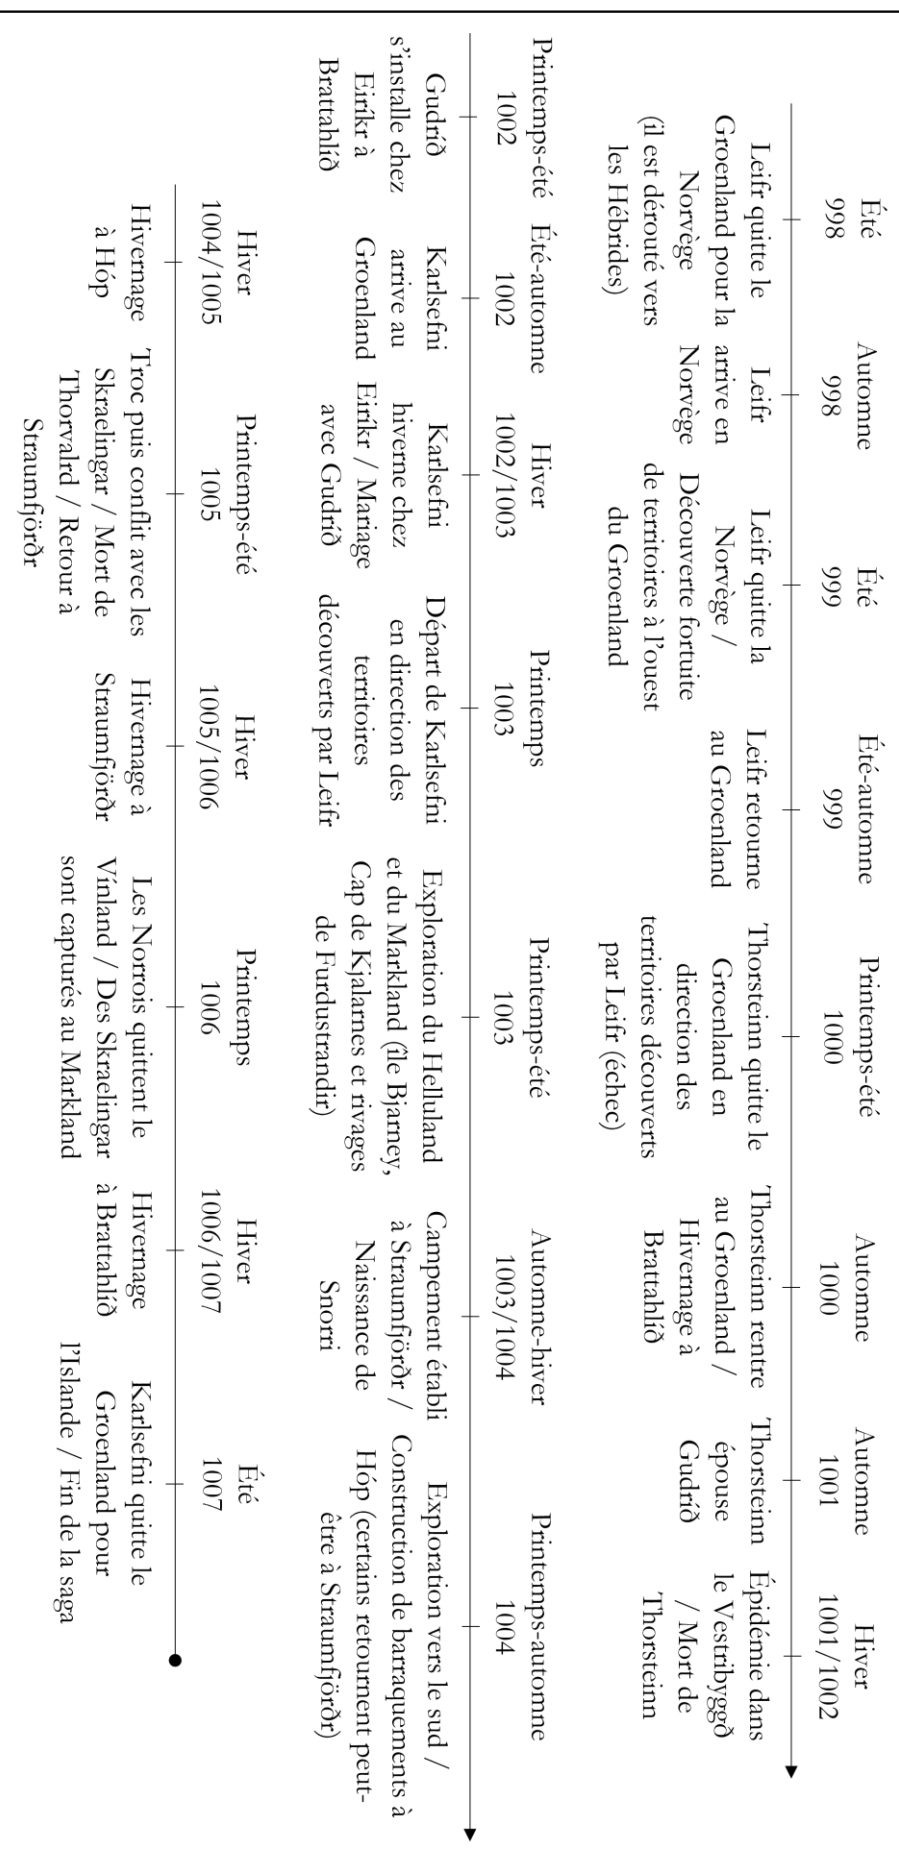 Été
998
Leifr quitte le
Groenland pour la
Norvège
(il est dérouté vers
les Hébrides)
Automne
998
Leifr
arrive en
Norvège
Été
999
Leifr quitte la
Norvège /
Découverte fortuite
de territoires à l’ouest
du Groenland
Été-automne
999
Leifr retourne
au Groenland
Printemps-été
1000
Thorsteinn quitte le
Groenland en
direction des
territoires découverts
par Leifr (échec)
Automne
1000
Thorsteinn rentre
au Groenland /
Hivernage à
Brattahlíð
Automne
1001
Thorsteinn
épouse
Gudríð
Hiver
1001/1002
Épidémie dans
le Vestribyggð
/ Mort de
Thorsteinn
Printemps-été
1002
Gudríð
s’installe chez
Eiríkr à
Brattahlíð
Été-automne
1002
Karlsefni
arrive au
Groenland
Hiver
1002/1003
Karlsefni
hiverne chez
Eiríkr / Mariage
avec Gudríð
Printemps
1003
Départ de Karlsefni
en direction des
territoires
découverts par Leifr
Printemps-été
1003
Exploration du Helluland
et du Markland (île Bjarney,
Cap de Kjalarnes et rivages
de Furdustrandir)
Automne-hiver
1003/1004
Campement établi
à Straumfjörðr /
Naissance de
Snorri
Printemps-automne
1004
Exploration vers le sud /
Construction de barraquements à
Hóp (certains retournent peut-
être à Straumfjörðr)
Hiver
1004/1005
Hivernage
à Hóp
Printemps-été
1005
Troc puis conflit avec les
Skraelingar / Mort de
Thorvalrd / Retour à
Straumfjörðr
Hiver
1005/1006
Hivernage à
Straumfjörðr
Printemps
1006
Les Norrois quittent le
Vínland / Des Skraelingar
sont capturés au Markland
Hiver
1006/1007
Hivernage
à Brattahlíð
Été
1007
Karlsefni quitte le
Groenland pour
l’Islande / Fin de la saga